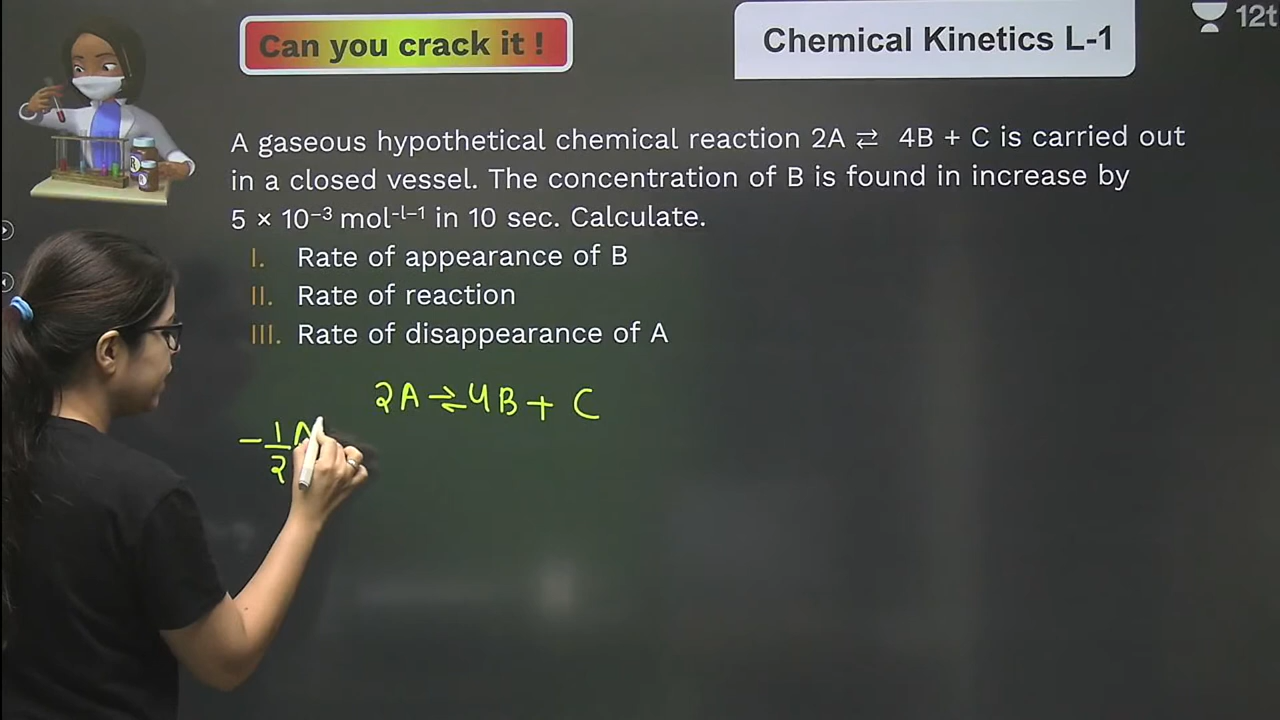 Can you crack it !
Chemical Kinetics L-1
12t
A gaseous hypothetical chemical reaction 2A ⇄ 4B + C is carried out
in a closed vessel. The concentration of B is found in increase by
5 × 10⁻³ mol⁻ˡ⁻¹ in 10 sec. Calculate.
I. Rate of appearance of B
II. Rate of reaction
III. Rate of disappearance of A
2A ⇌ 4B + C
- 1/2